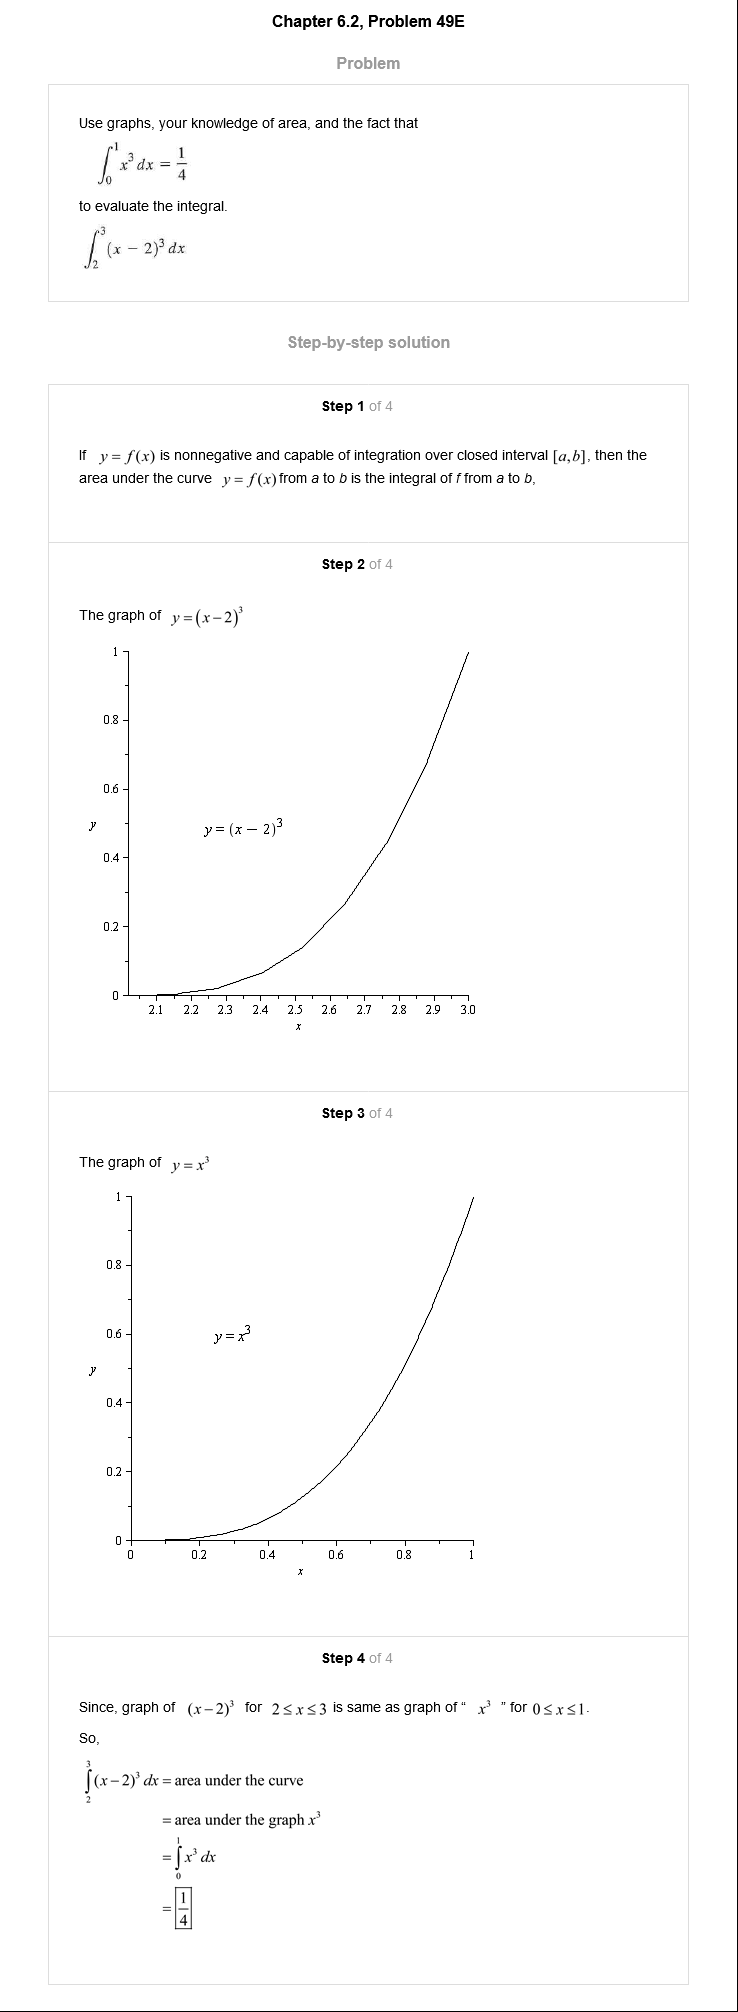 Chapter 6.2, Problem 49E
Problem
Use graphs, your knowledge of area, and the fact that
∫₀¹ x³ dx = 1/4
to evaluate the integral.
∫₂³ (x − 2)³ dx
Step-by-step solution
Step 1 of 4
If y = f(x) is nonnegative and capable of integration over closed interval [a,b], then the
area under the curve y = f(x) from a to b is the integral of f from a to b,
Step 2 of 4
The graph of y = (x−2)³
1
0.8
0.6
y
y = (x − 2)³
0.4
0.2
0
2.1 2.2 2.3 2.4 2.5 2.6 2.7 2.8 2.9 3.0
x
Step 3 of 4
The graph of y = x³
1
0.8
0.6
y = x³
y
0.4
0.2
0
0 0.2 0.4 0.6 0.8 1
x
Step 4 of 4
Since, graph of (x−2)³ for 2≤x≤3 is same as graph of “ x³ ” for 0≤x≤1.
So,
∫₂³ (x−2)³ dx = area under the curve
= area under the graph x³
= ∫₀¹ x³ dx
= 1/4